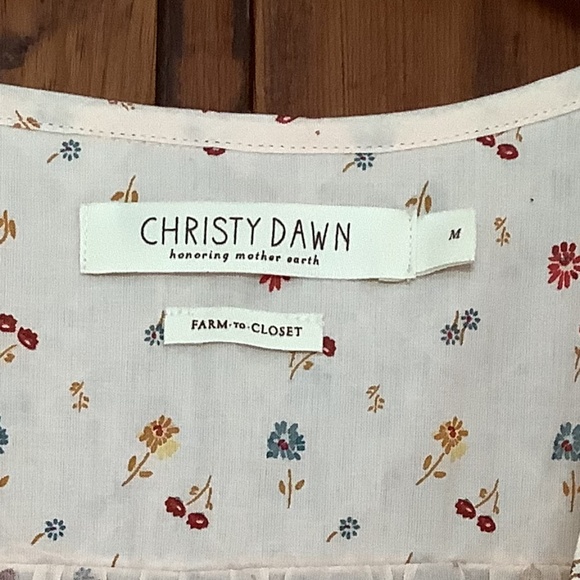 CHRISTY DAWN
honoring mother earth
M
FARM·TO·CLOSET